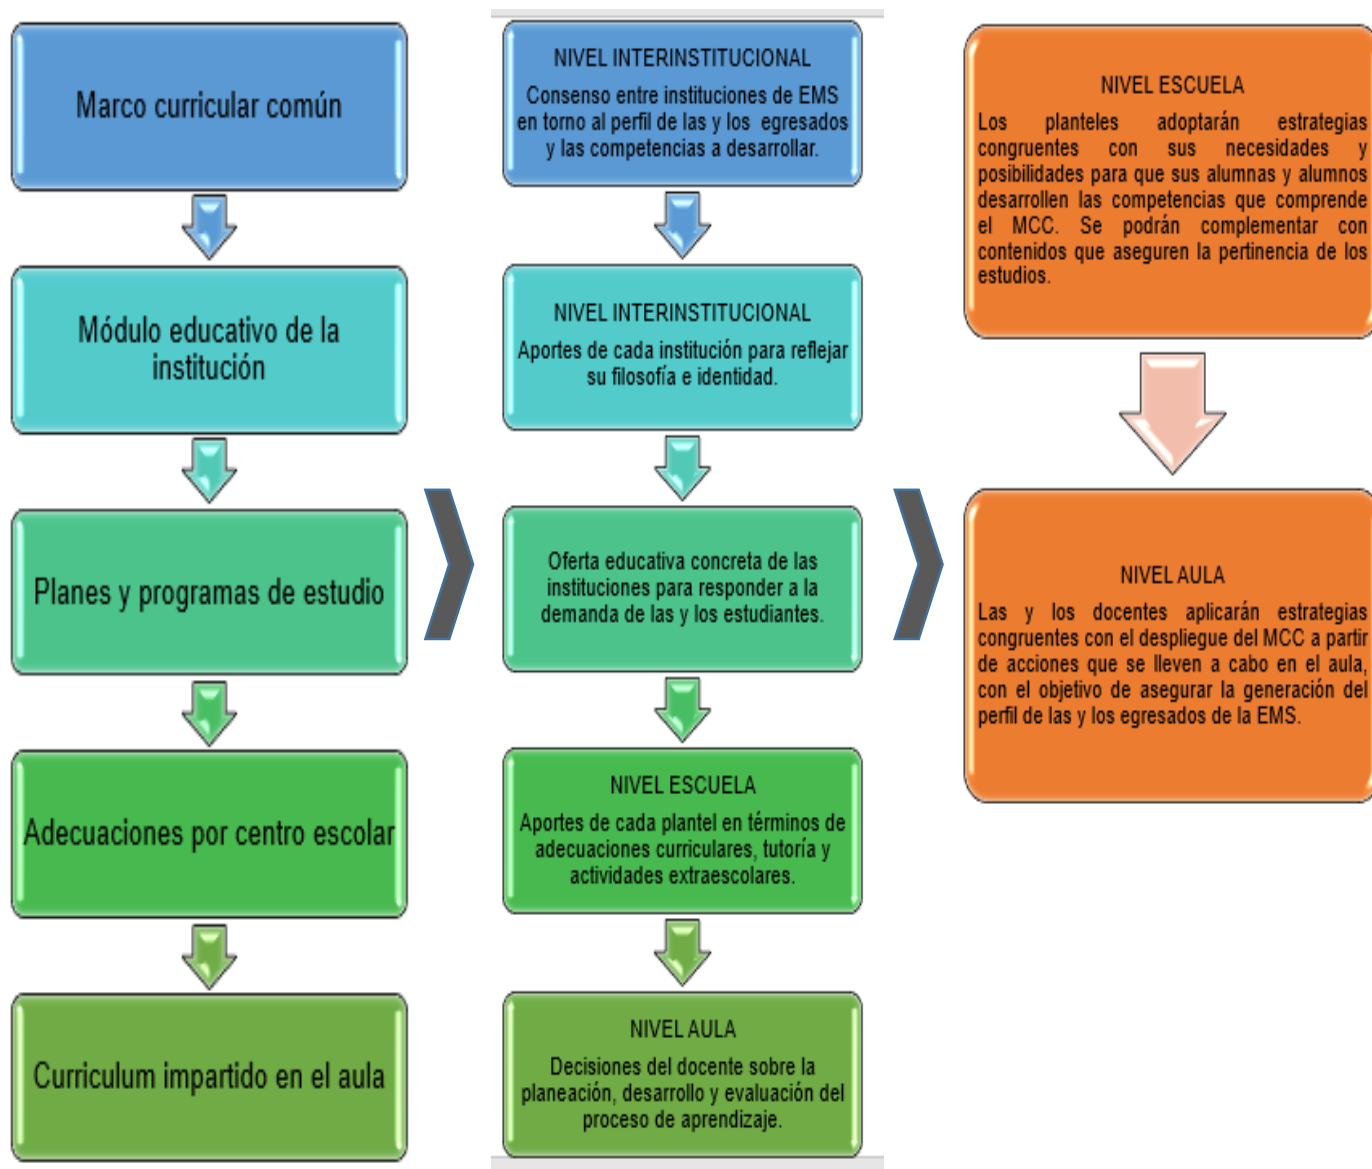 Marco curricular común
Módulo educativo de la
institución
Planes y programas de estudio
Adecuaciones por centro escolar
Curriculum impartido en el aula
NIVEL INTERINSTITUCIONAL
Consenso entre instituciones de EMS
en torno al perfil de las y los egresados
y las competencias a desarrollar.
NIVEL INTERINSTITUCIONAL
Aportes de cada institución para reflejar
su filosofía e identidad.
Oferta educativa concreta de las
instituciones para responder a la
demanda de las y los estudiantes.
NIVEL ESCUELA
Aportes de cada plantel en términos de
adecuaciones curriculares, tutoría y
actividades extraescolares.
NIVEL AULA
Decisiones del docente sobre la
planeación, desarrollo y evaluación del
proceso de aprendizaje.
NIVEL ESCUELA
Los planteles adoptarán estrategias
congruentes con sus necesidades y
posibilidades para que sus alumnas y alumnos
desarrollen las competencias que comprende
el MCC. Se podrán complementar con
contenidos que aseguren la pertinencia de los
estudios.
NIVEL AULA
Las y los docentes aplicarán estrategias
congruentes con el despliegue del MCC a partir
de acciones que se lleven a cabo en el aula,
con el objetivo de asegurar la generación del
perfil de las y los egresados de la EMS.